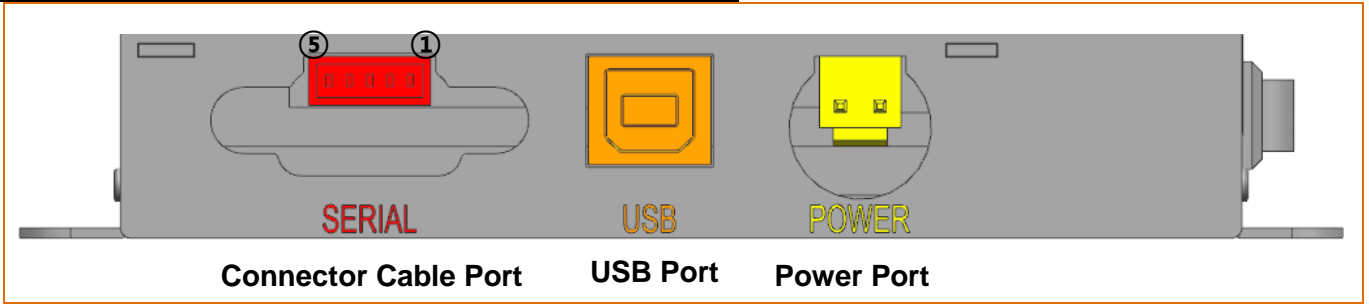 ⑤ ①
SERIAL USB POWER
Connector Cable Port USB Port Power Port